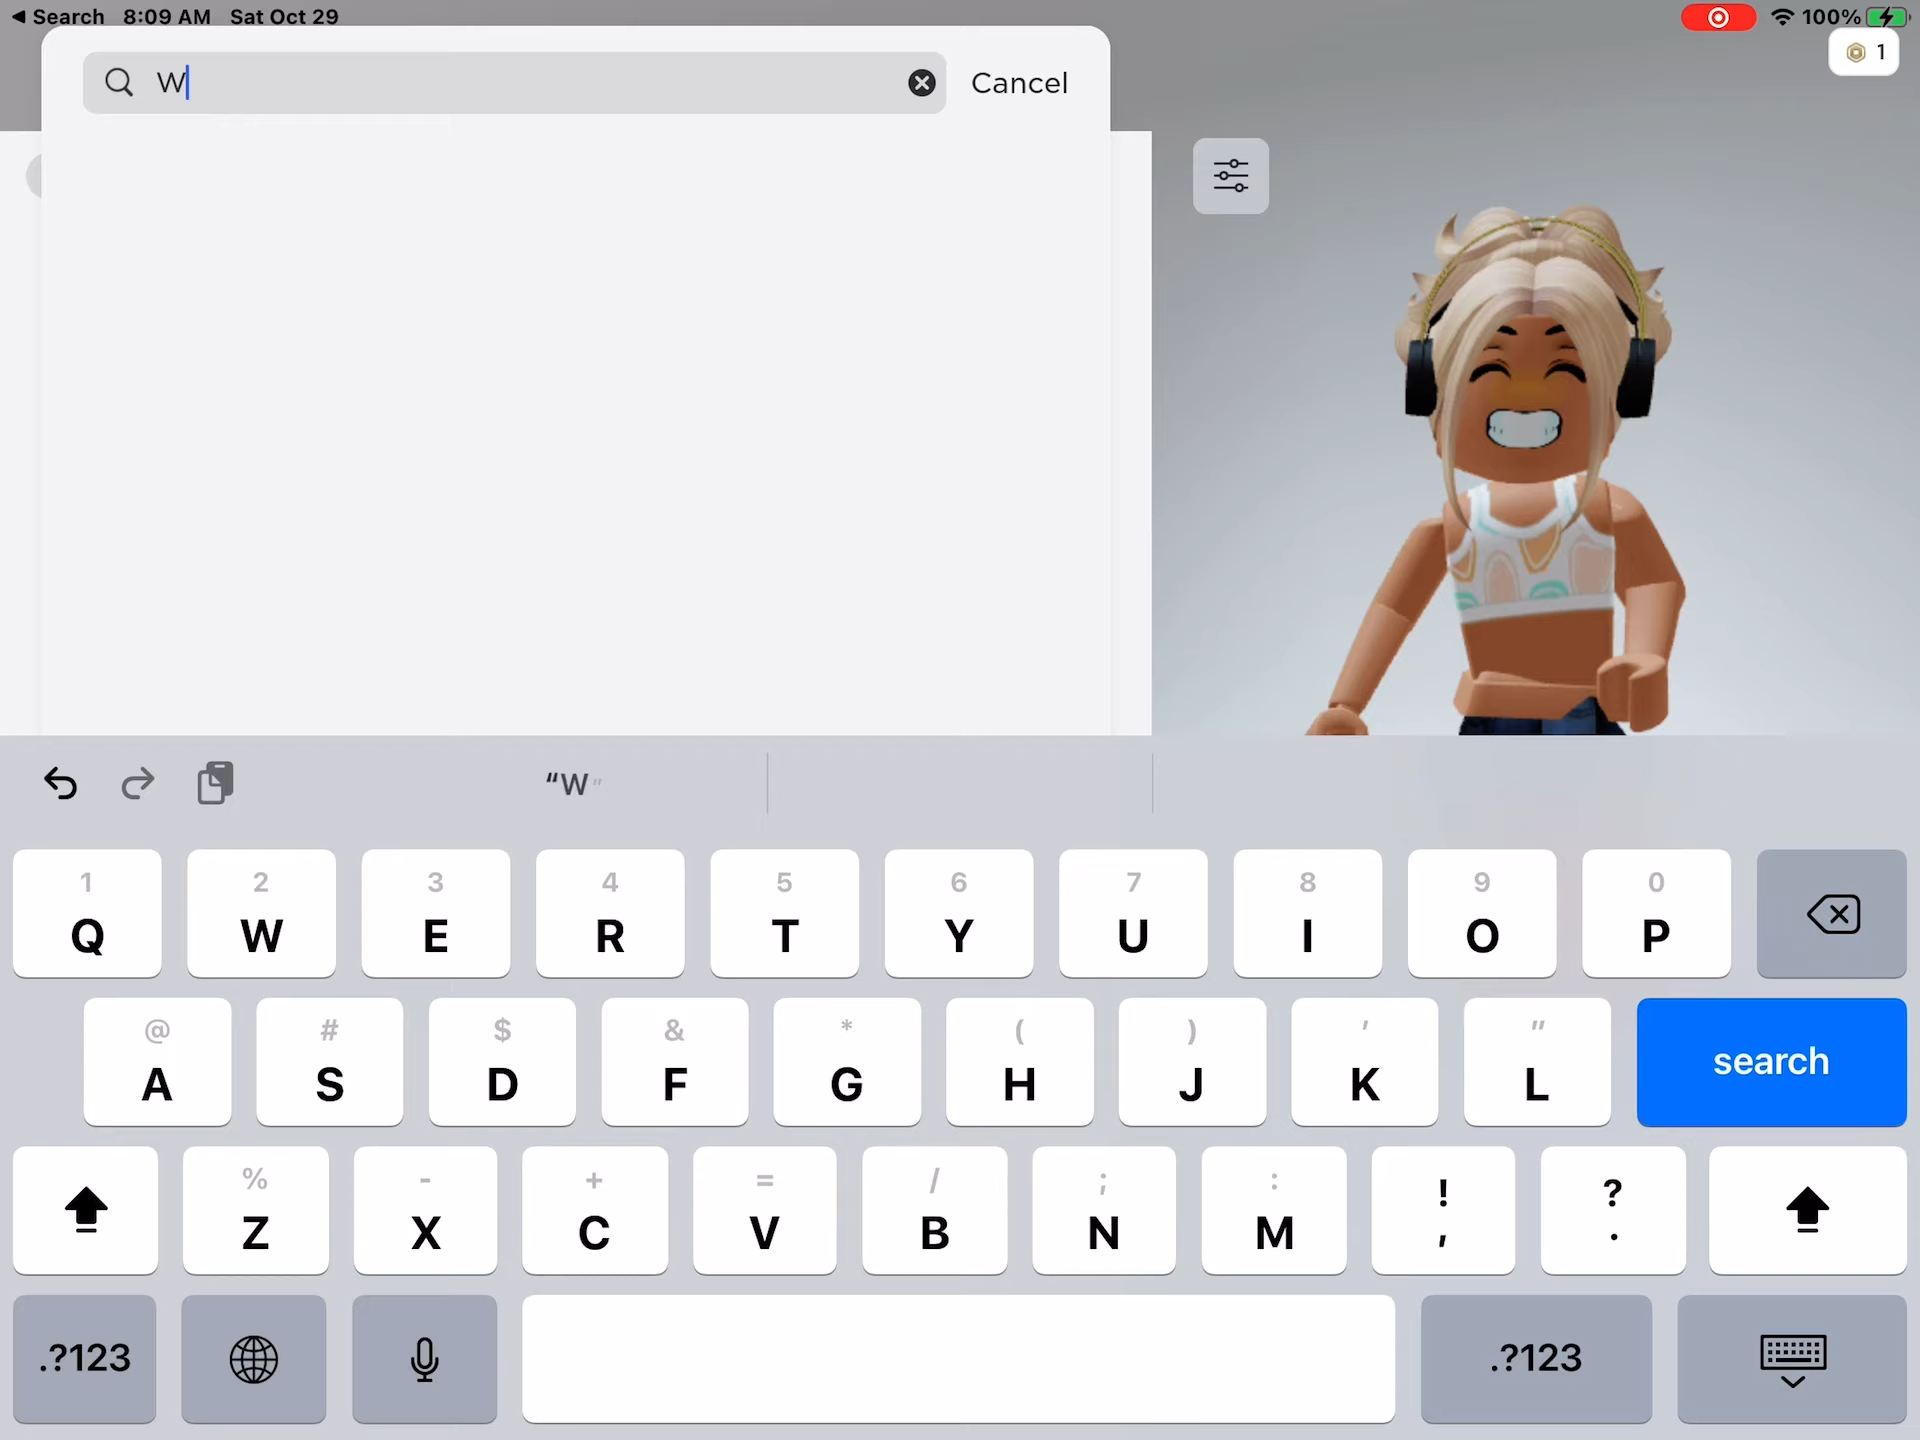 Search 8:09 AM Sat Oct 29 100%
1
W Cancel
“W”
1 2 3 4 5 6 7 8 9 0
Q W E R T Y U I O P
@ # $ & * ( ) ' "
A S D F G H J K L search
% - + = / ; : ! ?
Z X C V B N M , .
.?123 .?123